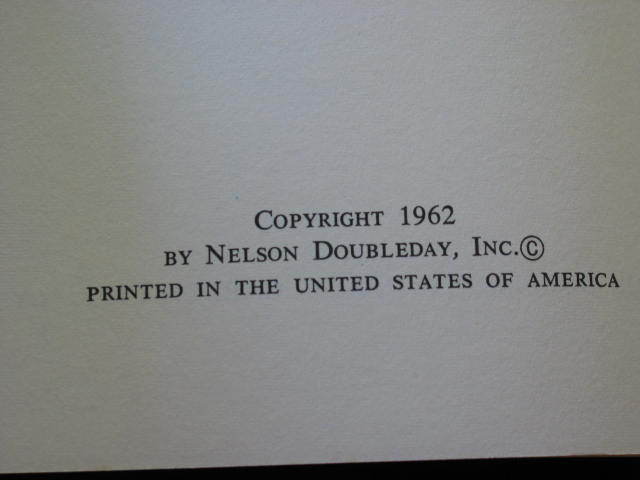 COPYRIGHT 1962
BY NELSON DOUBLEDAY, INC.©
PRINTED IN THE UNITED STATES OF AMERICA